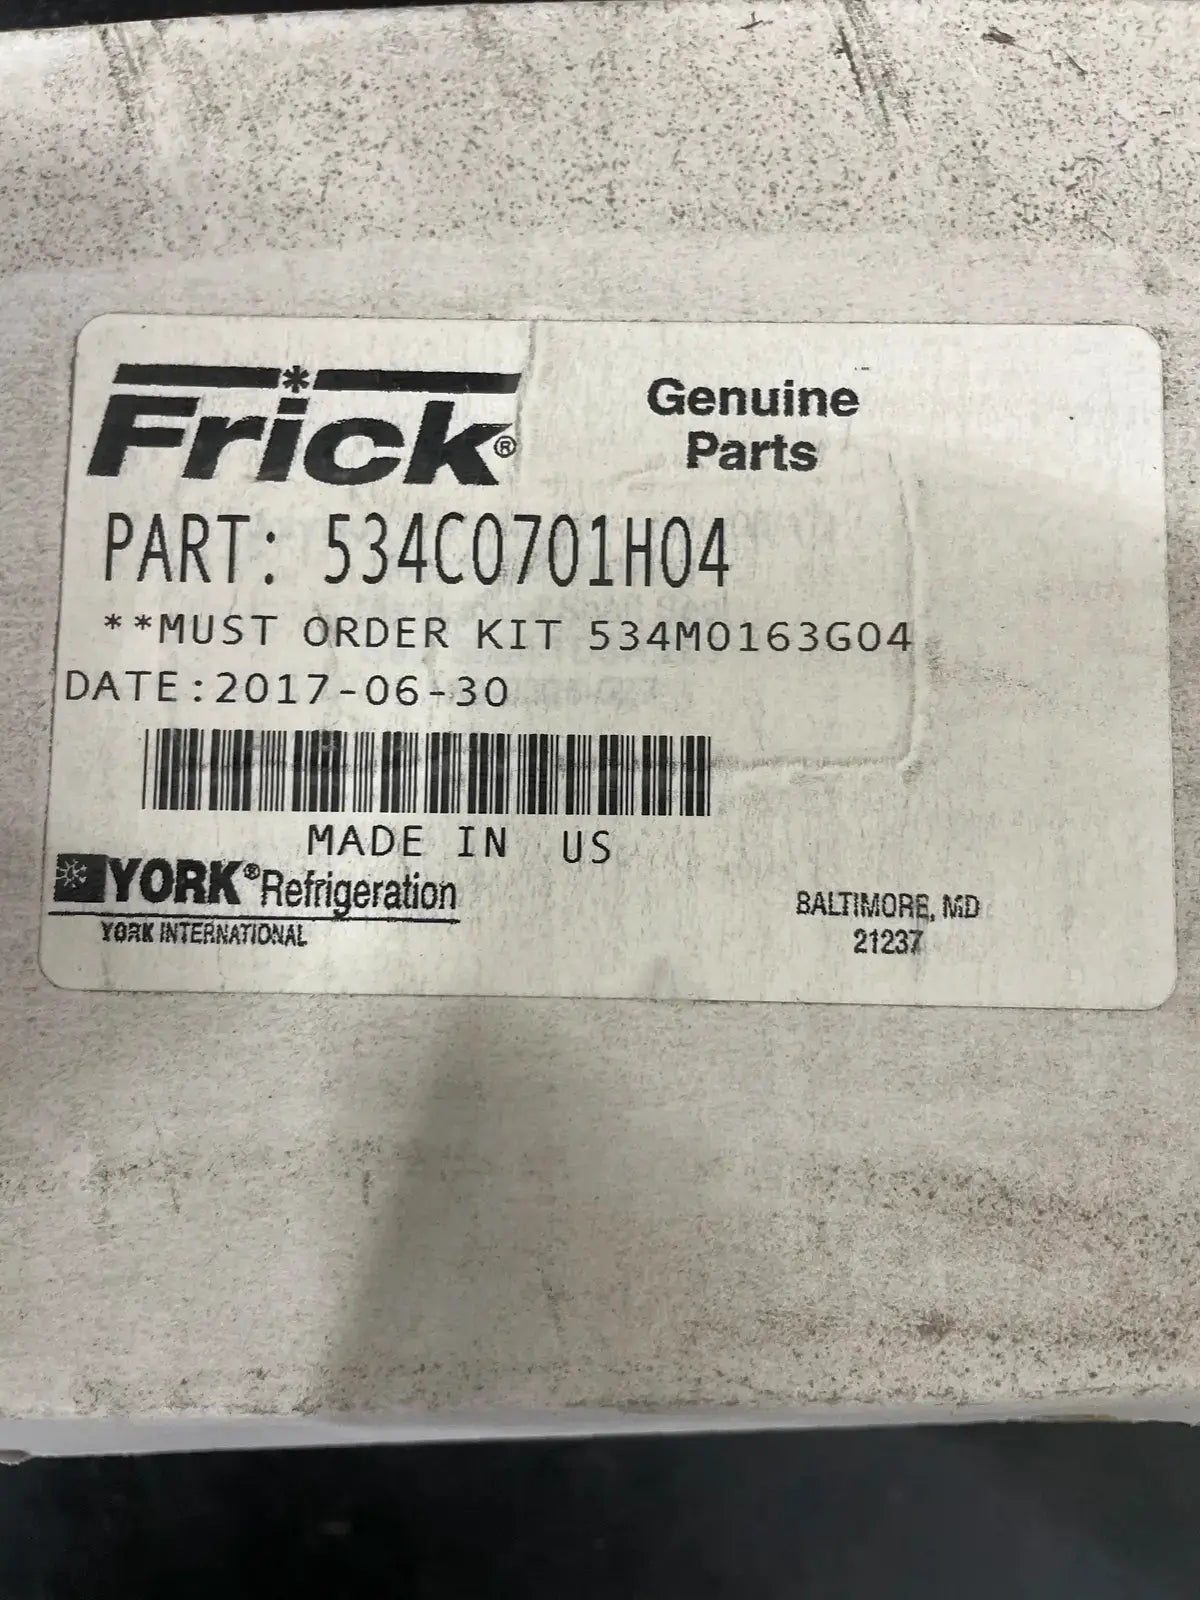 Frick®
Genuine
Parts
PART: 534C0701H04
**MUST ORDER KIT 534M0163G04
DATE:2017-06-30
MADE IN US
YORK® Refrigeration
YORK INTERNATIONAL
BALTIMORE, MD
21237